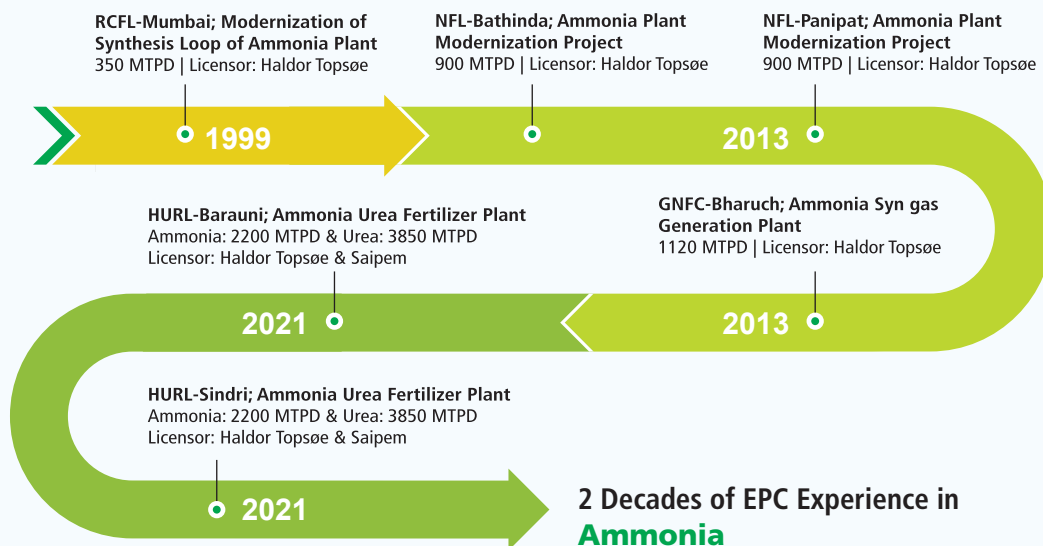 RCFL-Mumbai; Modernization of
Synthesis Loop of Ammonia Plant
350 MTPD | Licensor: Haldor Topsøe
NFL-Bathinda; Ammonia Plant
Modernization Project
900 MTPD | Licensor: Haldor Topsøe
NFL-Panipat; Ammonia Plant
Modernization Project
900 MTPD | Licensor: Haldor Topsøe
1999
2013
GNFC-Bharuch; Ammonia Syn gas
Generation Plant
1120 MTPD | Licensor: Haldor Topsøe
2013
HURL-Barauni; Ammonia Urea Fertilizer Plant
Ammonia: 2200 MTPD & Urea: 3850 MTPD
Licensor: Haldor Topsøe & Saipem
2021
HURL-Sindri; Ammonia Urea Fertilizer Plant
Ammonia: 2200 MTPD & Urea: 3850 MTPD
Licensor: Haldor Topsøe & Saipem
2021
2 Decades of EPC Experience in
Ammonia